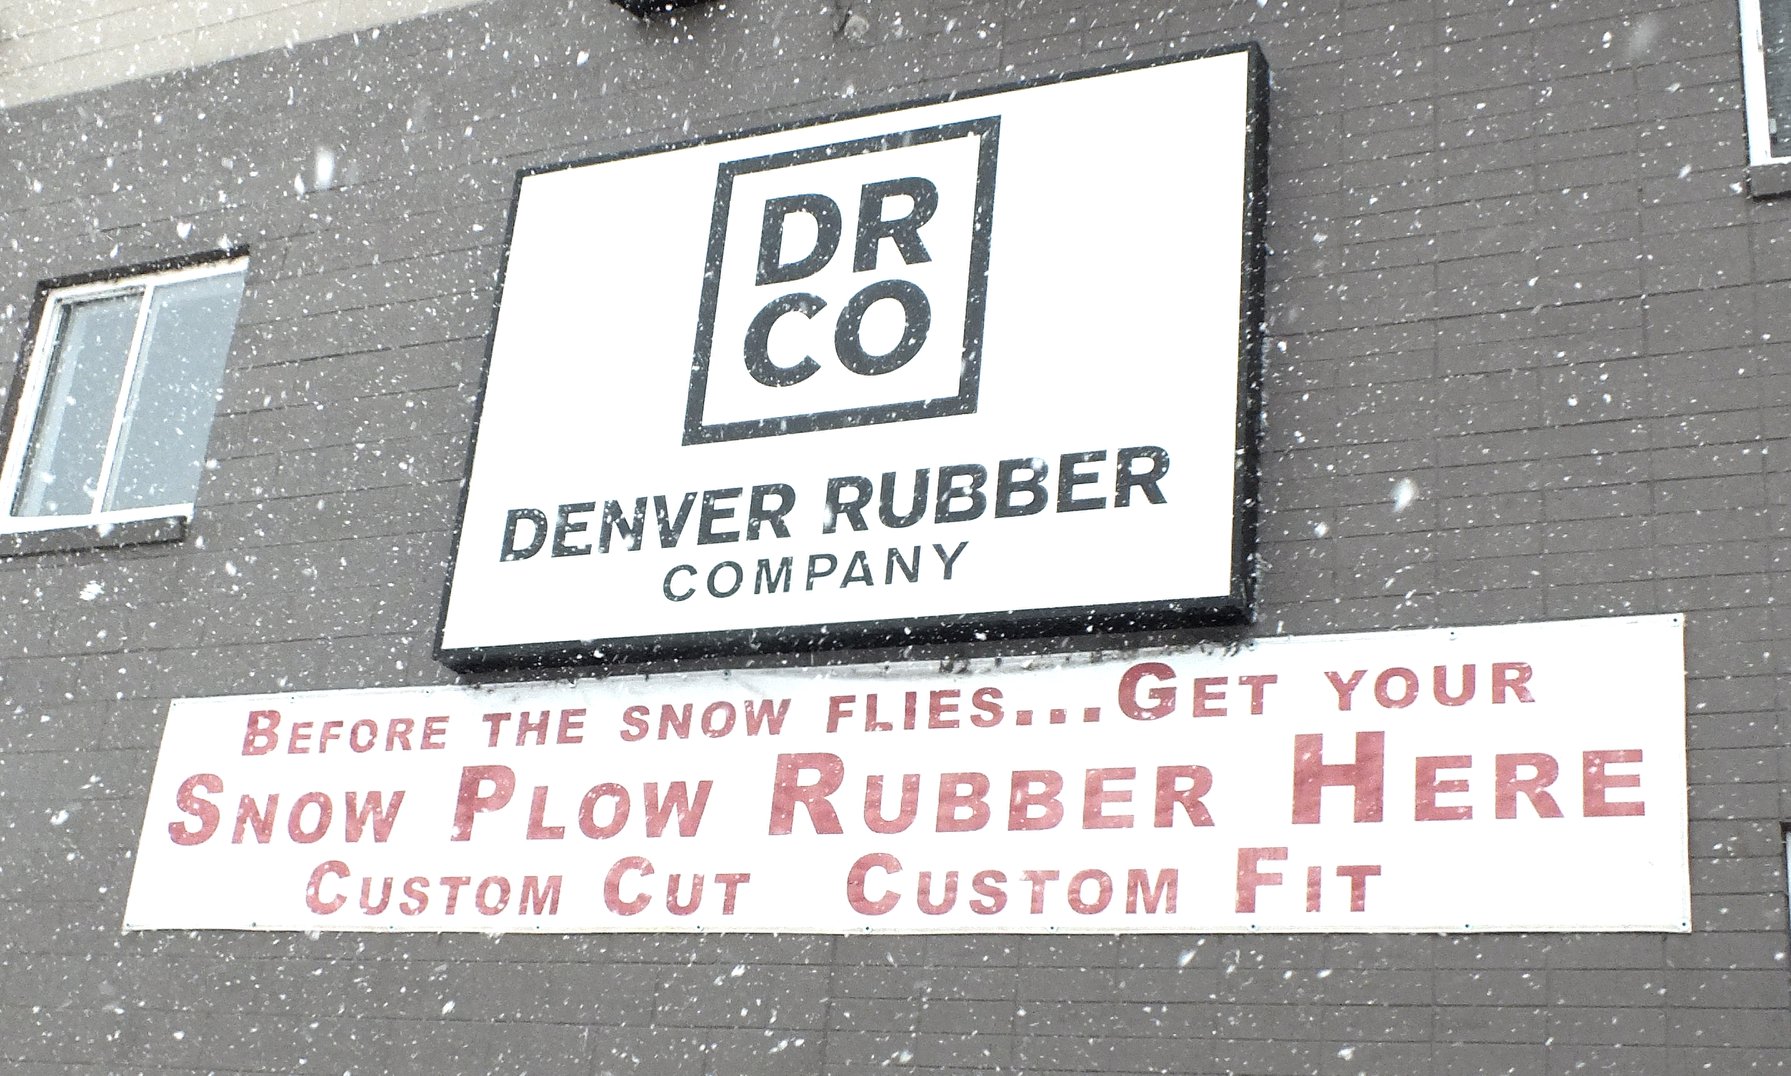 DR
CO
DENVER RUBBER
COMPANY
BEFORE THE SNOW FLIES...GET YOUR
SNOW PLOW RUBBER HERE
CUSTOM CUT CUSTOM FIT